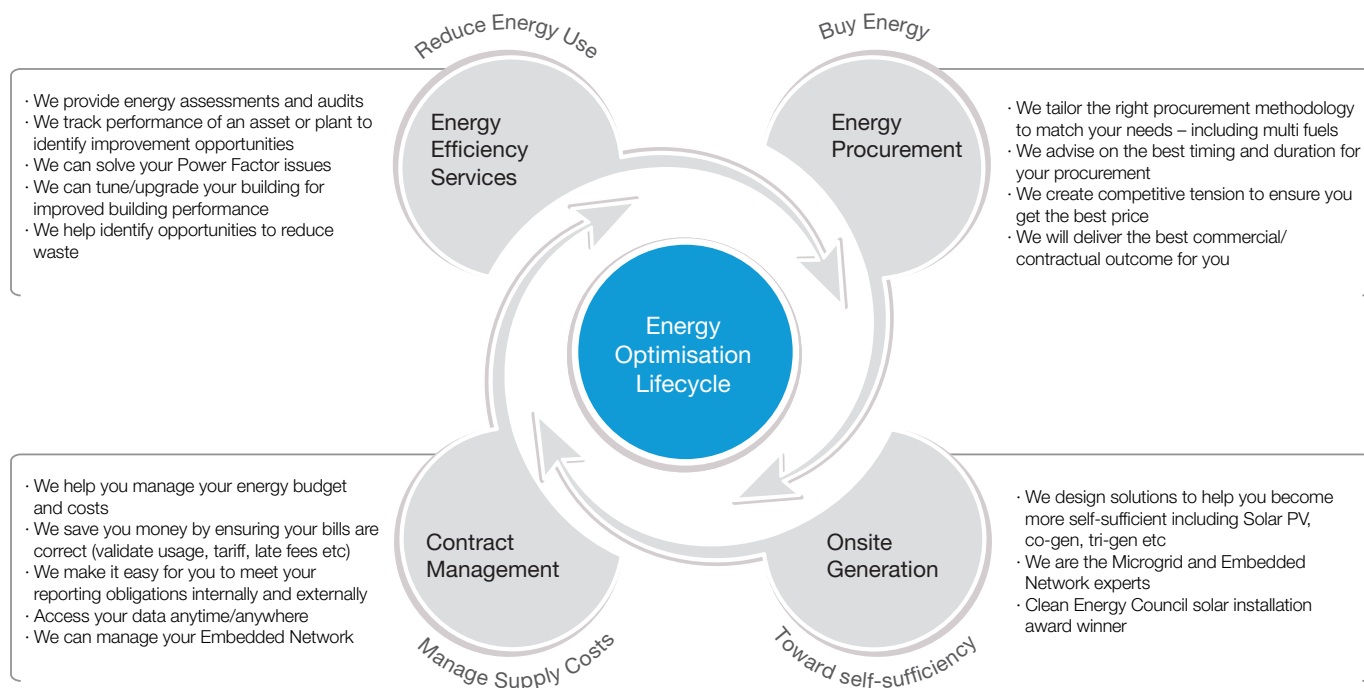 Reduce Energy Use
Energy
Efficiency
Services
· We provide energy assessments and audits
· We track performance of an asset or plant to
identify improvement opportunities
· We can solve your Power Factor issues
· We can tune/upgrade your building for
improved building performance
· We help identify opportunities to reduce
waste
Buy Energy
Energy
Procurement
· We tailor the right procurement methodology
to match your needs – including multi fuels
· We advise on the best timing and duration for
your procurement
· We create competitive tension to ensure you
get the best price
· We will deliver the best commercial/
contractual outcome for you
Energy
Optimisation
Lifecycle
· We help you manage your energy budget
and costs
· We save you money by ensuring your bills are
correct (validate usage, tariff, late fees etc)
· We make it easy for you to meet your
reporting obligations internally and externally
· Access your data anytime/anywhere
· We can manage your Embedded Network
Contract
Management
Manage Supply Costs
Onsite
Generation
Toward self-sufficiency
· We design solutions to help you become
more self-sufficient including Solar PV,
co-gen, tri-gen etc
· We are the Microgrid and Embedded
Network experts
· Clean Energy Council solar installation
award winner